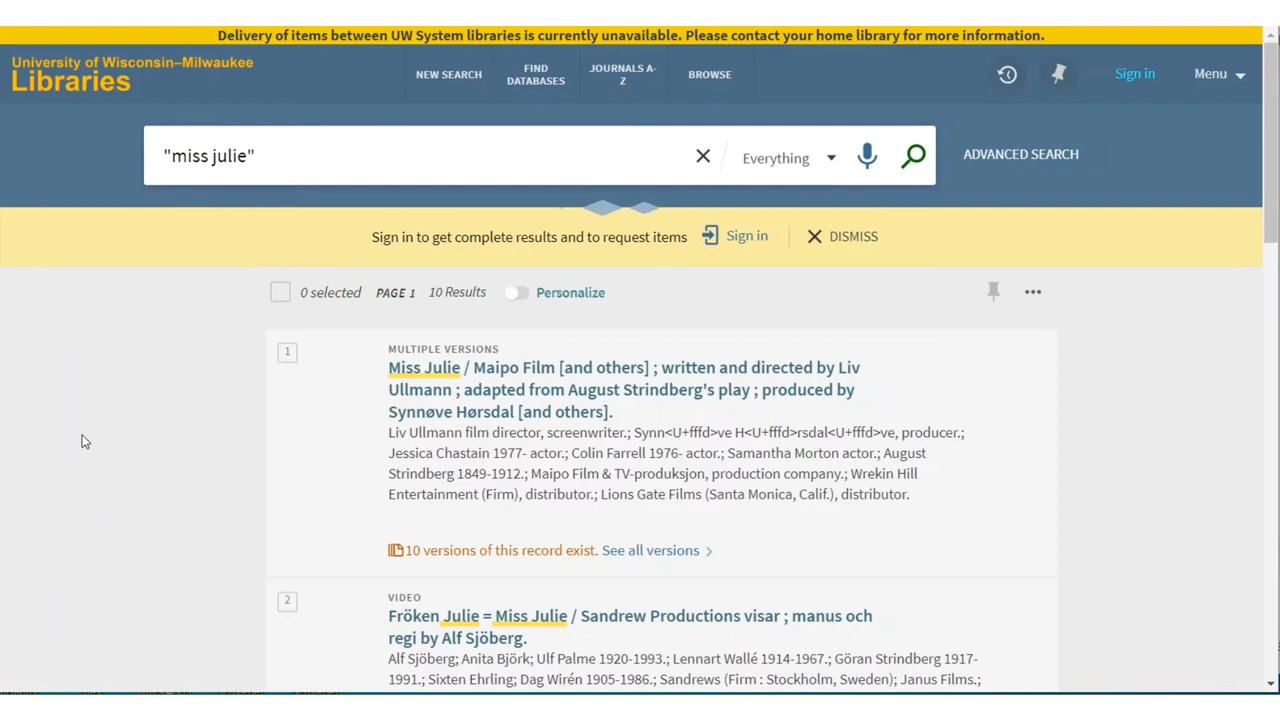 Delivery of items between UW System libraries is currently unavailable. Please contact your home library for more information.
University of Wisconsin–Milwaukee
Libraries
NEW SEARCH
FIND
DATABASES
JOURNALS A-
Z
BROWSE
Sign in
Menu
"miss julie"
Everything
ADVANCED SEARCH
Sign in to get complete results and to request items
Sign in
DISMISS
0 selected PAGE 1 10 Results Personalize
1
MULTIPLE VERSIONS
Miss Julie / Maipo Film [and others] ; written and directed by Liv
Ullmann ; adapted from August Strindberg's play ; produced by
Synnøve Hørsdal [and others].
Liv Ullmann film director, screenwriter.; Synn<U+fffd>ve H<U+fffd>rsdal<U+fffd>ve, producer.;
Jessica Chastain 1977- actor.; Colin Farrell 1976- actor.; Samantha Morton actor.; August
Strindberg 1849-1912.; Maipo Film & TV-produksjon, production company.; Wrekin Hill
Entertainment (Firm), distributor.; Lions Gate Films (Santa Monica, Calif.), distributor.
10 versions of this record exist. See all versions
2
VIDEO
Fröken Julie = Miss Julie / Sandrew Productions visar ; manus och
regi by Alf Sjöberg.
Alf Sjöberg; Anita Björk; Ulf Palme 1920-1993.; Lennart Wallé 1914-1967.; Göran Strindberg 1917-
1991.; Sixten Ehrling; Dag Wirén 1905-1986.; Sandrews (Firm : Stockholm, Sweden); Janus Films.;